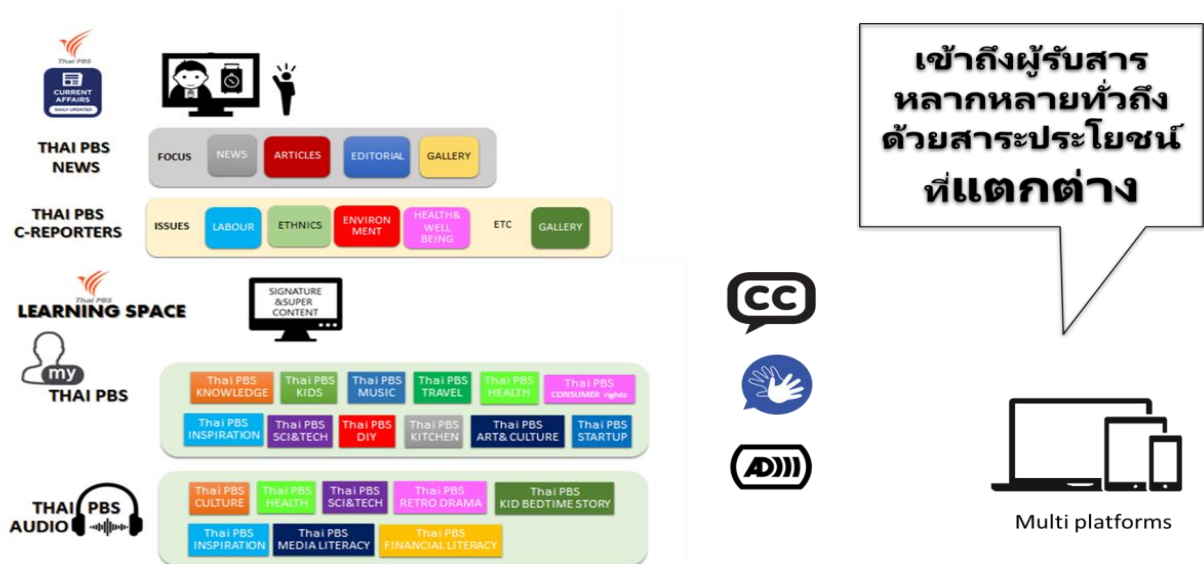 Thai PBS
CURRENT
AFFAIRS
DAILY UPDATED
THAI PBS
NEWS
FOCUS
NEWS
ARTICLES
EDITORIAL
GALLERY
THAI PBS
C-REPORTERS
ISSUES
LABOUR
ETHNICS
ENVIRON
MENT
HEALTH&
WELL
BEING
ETC
GALLERY
Thai PBS
LEARNING SPACE
SIGNATURE
&SUPER
CONTENT
my
THAI PBS
Thai PBS
KNOWLEDGE
Thai PBS
KIDS
Thai PBS
MUSIC
Thai PBS
TRAVEL
Thai PBS
HEALTH
Thai PBS
CONSUMER rights
Thai PBS
INSPIRATION
Thai PBS
SCI&TECH
Thai PBS
DIY
Thai PBS
KITCHEN
Thai PBS
ART& CULTURE
Thai PBS
STARTUP
THAI PBS
AUDIO
Thai PBS
CULTURE
Thai PBS
HEALTH
Thai PBS
SCI&TECH
Thai PBS
RETRO DRAMA
Thai PBS
KID BEDTIME STORY
Thai PBS
INSPIRATION
Thai PBS
MEDIA LITERACY
Thai PBS
FINANCIAL LITERACY
CC
AD)))
เข้าถึงผู้รับสาร
หลากหลายทั่วถึง
ด้วยสาระประโยชน์
ที่แตกต่าง
Multi platforms